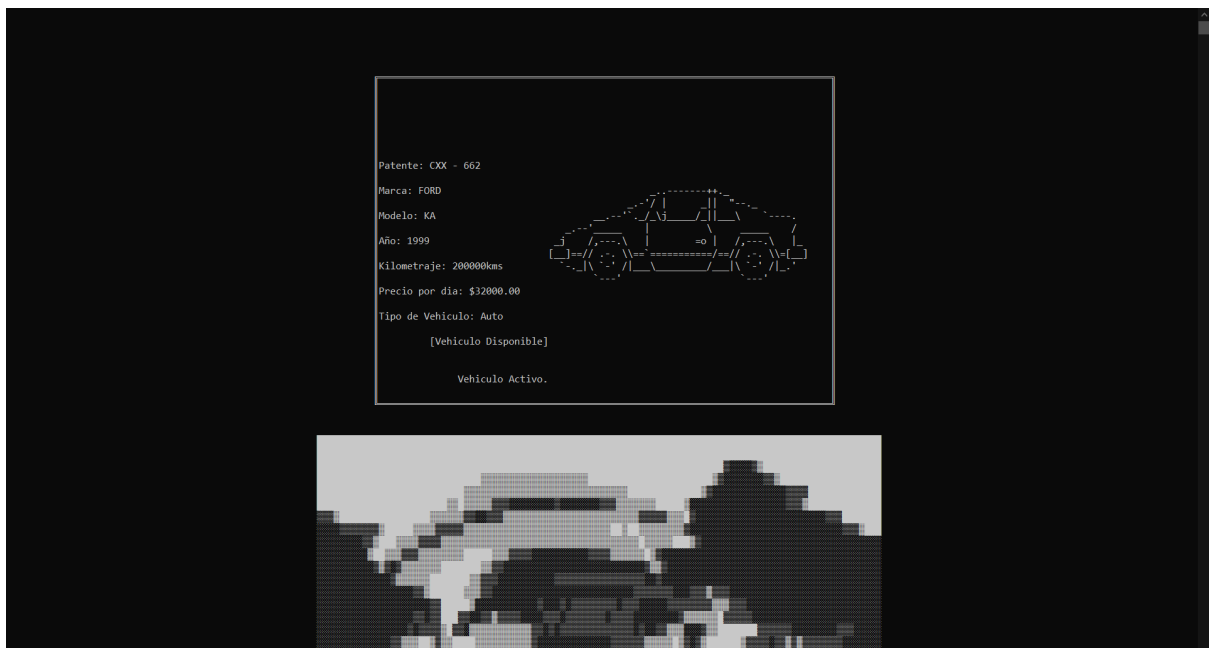 Patente: CXX - 662
Marca: FORD
Modelo: KA
Año: 1999
Kilometraje: 200000kms
Precio por dia: $32000.00
Tipo de Vehiculo: Auto
[Vehiculo Disponible]
Vehiculo Activo.